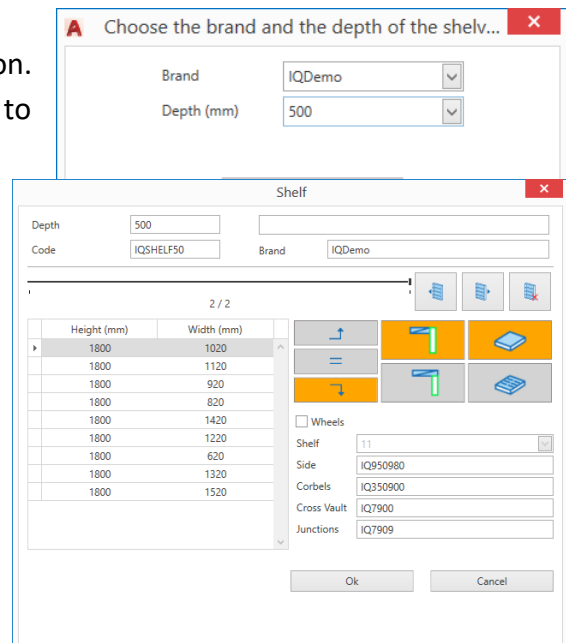 Choose the brand and the depth of the shelv...
on.
to
Brand IQDemo
Depth (mm) 500
Shelf
Depth 500
Code IQSHELF50 Brand IQDemo
2 / 2
Height (mm) Width (mm)
1800 1020
1800 1120
1800 920
1800 820
1800 1420
1800 1220
1800 620
1800 1320
1800 1520
Wheels
Shelf 11
Side IQ950980
Corbels IQ350900
Cross Vault IQ7900
Junctions IQ7909
Ok Cancel